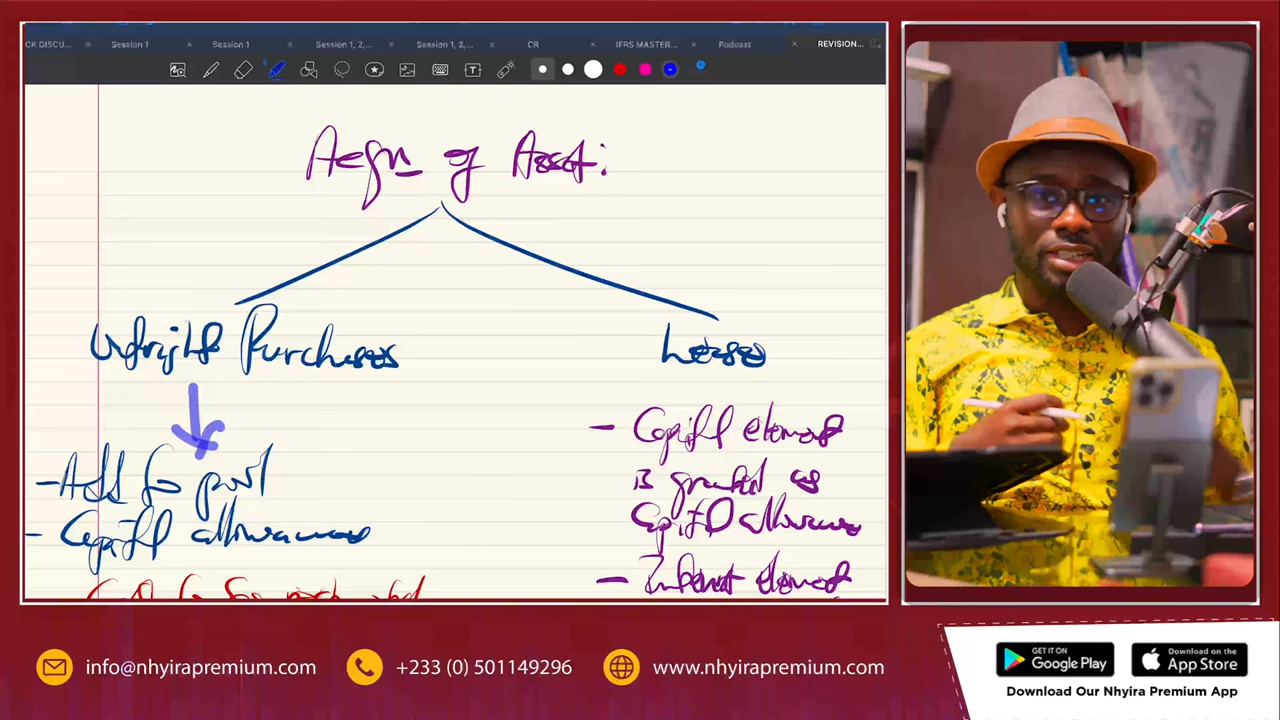 CK DISCU... Session 1 Session 1 Session 1, 2,... Session 1, 2,... CR IFRS MASTER... Podcast REVISION...
Aeqn of Asset:
Outright Purchases
Lease
- Add to pool
- Capital allowances
- Capital element
is granted as
Capital allowance
- Interest element
info@nhyirapremium.com
+233 (0) 501149296
www.nhyirapremium.com
GET IT ON
Google Play
Download on the
App Store
Download Our Nhyira Premium App